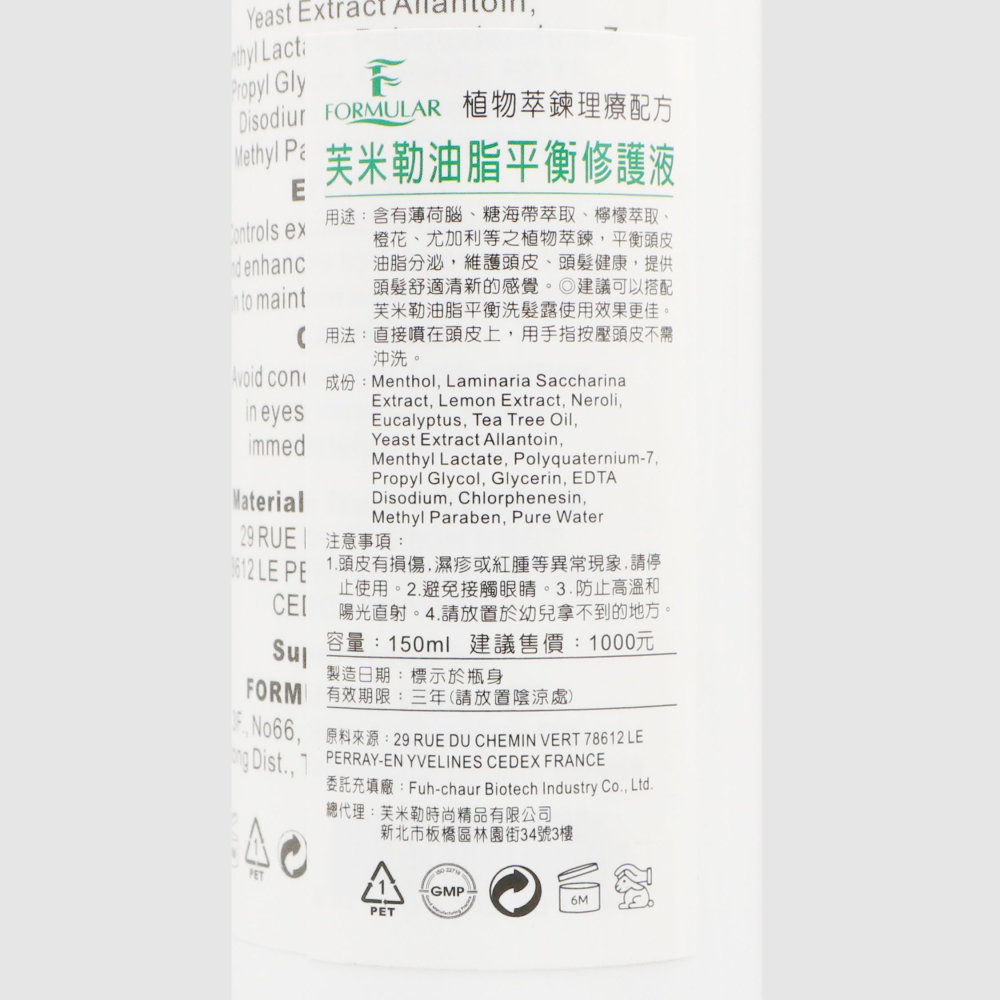 Yeast Extract Allantoin,
FORMULAR 植物萃鍊理療配方
芙米勒油脂平衡修護液
用途：含有薄荷腦、糖海帶萃取、檸檬萃取、
橙花、尤加利等之植物萃鍊，平衡頭皮
油脂分泌，維護頭皮、頭髮健康，提供
頭髮舒適清新的感覺。◎建議可以搭配
芙米勒油脂平衡洗髮露使用效果更佳。
用法：直接噴在頭皮上，用手指按壓頭皮不需
沖洗。
成份：Menthol, Laminaria Saccharina
Extract, Lemon Extract, Neroli,
Eucalyptus, Tea Tree Oil,
Yeast Extract Allantoin,
Menthyl Lactate, Polyquaternium-7,
Propyl Glycol, Glycerin, EDTA
Disodium, Chlorphenesin,
Methyl Paraben, Pure Water
注意事項：
1.頭皮有損傷,濕疹或紅腫等異常現象,請停
止使用。2.避免接觸眼睛。3.防止高溫和
陽光直射。4.請放置於幼兒拿不到的地方。
容量：150ml 建議售價：1000元
製造日期：標示於瓶身
有效期限：三年(請放置陰涼處)
原料來源：29 RUE DU CHEMIN VERT 78612 LE
PERRAY-EN YVELINES CEDEX FRANCE
委託充填廠：Fuh-chaur Biotech Industry Co., Ltd.
總代理：芙米勒時尚精品有限公司
新北市板橋區林園街34號3樓
1 PET
ISO 22716 GMP
6M
Material
29 RUE
in eyes
No66,
Dist.,
1
PET